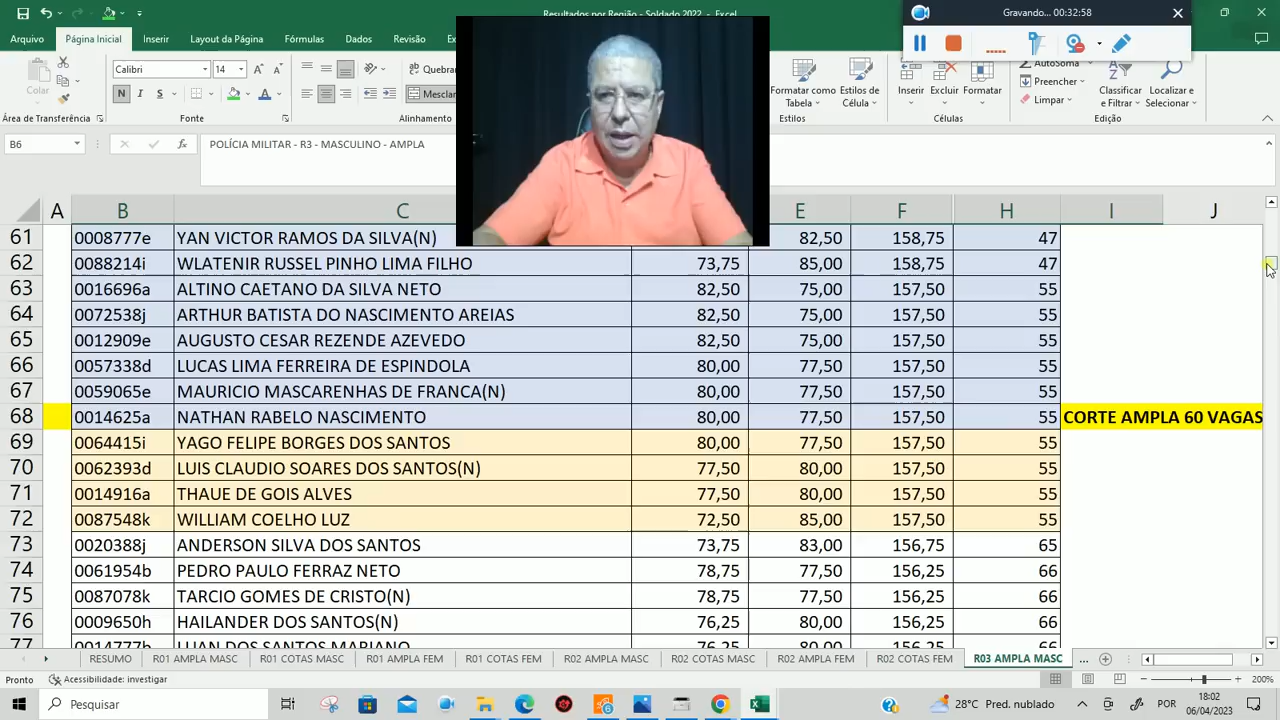 Resultados por Região - Soldado 2022 - Excel
Gravando... 00:32:58
Arquivo Página Inicial Inserir Layout da Página Fórmulas Dados Revisão
Colar Calibri 14 Quebrar AutoSoma
N I S Mesclar Preencher
Limpar
Formatar como Tabela Estilos de Célula Inserir Excluir Formatar Classificar e Filtrar Localizar e Selecionar
Área de Transferência Fonte Alinhamento Estilos Células Edição
B6 POLÍCIA MILITAR - R3 - MASCULINO - AMPLA
A B C E F H I J
61 0008777e YAN VICTOR RAMOS DA SILVA(N) 82,50 158,75 47
62 0088214i WLATENIR RUSSEL PINHO LIMA FILHO 73,75 85,00 158,75 47
63 0016696a ALTINO CAETANO DA SILVA NETO 82,50 75,00 157,50 55
64 0072538j ARTHUR BATISTA DO NASCIMENTO AREIAS 82,50 75,00 157,50 55
65 0012909e AUGUSTO CESAR REZENDE AZEVEDO 82,50 75,00 157,50 55
66 0057338d LUCAS LIMA FERREIRA DE ESPINDOLA 80,00 77,50 157,50 55
67 0059065e MAURICIO MASCARENHAS DE FRANCA(N) 80,00 77,50 157,50 55
68 0014625a NATHAN RABELO NASCIMENTO 80,00 77,50 157,50 55 CORTE AMPLA 60 VAGAS
69 0064415i YAGO FELIPE BORGES DOS SANTOS 80,00 77,50 157,50 55
70 0062393d LUIS CLAUDIO SOARES DOS SANTOS(N) 77,50 80,00 157,50 55
71 0014916a THAUE DE GOIS ALVES 77,50 80,00 157,50 55
72 0087548k WILLIAM COELHO LUZ 72,50 85,00 157,50 55
73 0020388j ANDERSON SILVA DOS SANTOS 73,75 83,00 156,75 65
74 0061954b PEDRO PAULO FERRAZ NETO 78,75 77,50 156,25 66
75 0087078k TARCIO GOMES DE CRISTO(N) 78,75 77,50 156,25 66
76 0009650h HAILANDER DOS SANTOS(N) 76,25 80,00 156,25 66
77 0014777b LUAN DOS SANTOS MARIANO 76,25 80,00 156,25 66
RESUMO R01 AMPLA MASC R01 COTAS MASC R01 AMPLA FEM R01 COTAS FEM R02 AMPLA MASC R02 COTAS MASC R02 AMPLA FEM R02 COTAS FEM R03 AMPLA MASC ...
Pronto Acessibilidade: investigar 200%
Pesquisar 28°C Pred. nublado POR 18:02
06/04/2023